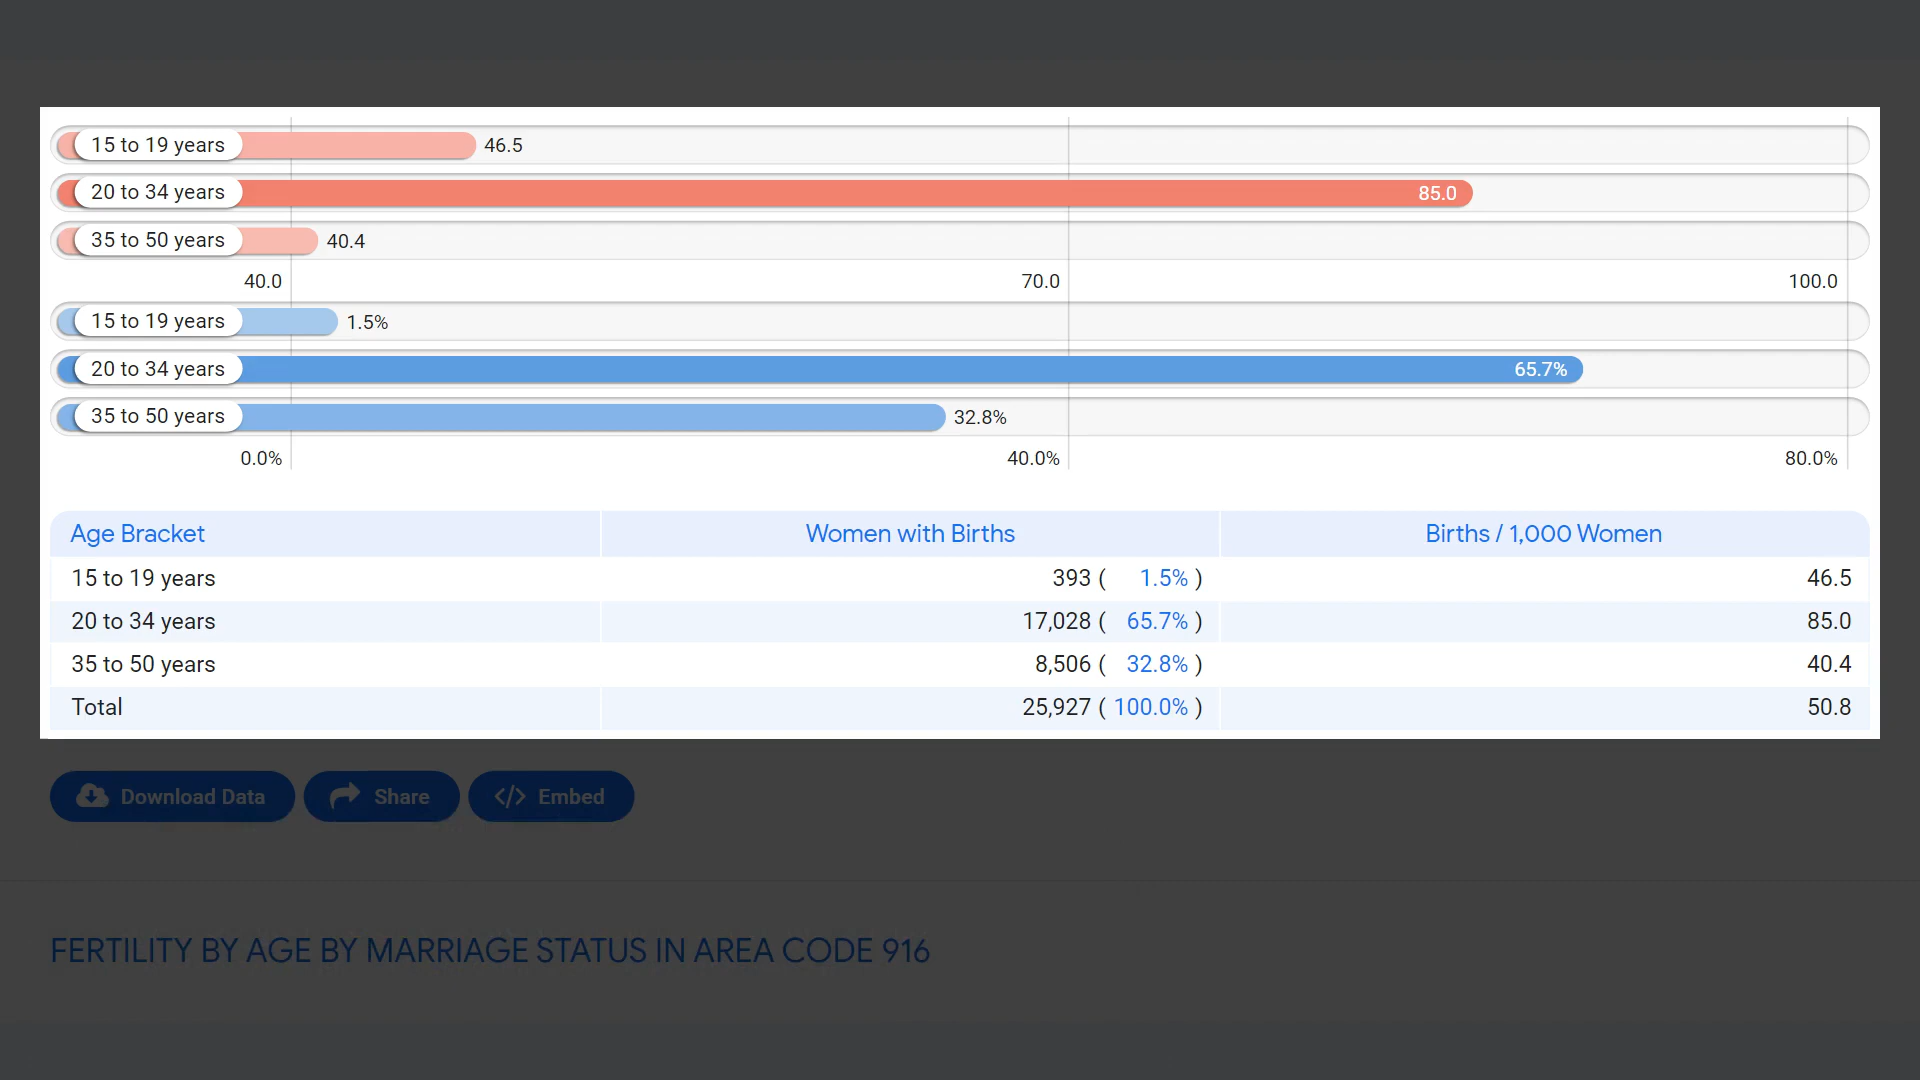 15 to 19 years 46.5
20 to 34 years 85.0
35 to 50 years 40.4
40.0 70.0 100.0
15 to 19 years 1.5%
20 to 34 years 65.7%
35 to 50 years 32.8%
0.0% 40.0% 80.0%
Age Bracket Women with Births Births / 1,000 Women
15 to 19 years 393 ( 1.5% ) 46.5
20 to 34 years 17,028 ( 65.7% ) 85.0
35 to 50 years 8,506 ( 32.8% ) 40.4
Total 25,927 ( 100.0% ) 50.8
Download Data Share Embed
FERTILITY BY AGE BY MARRIAGE STATUS IN AREA CODE 916